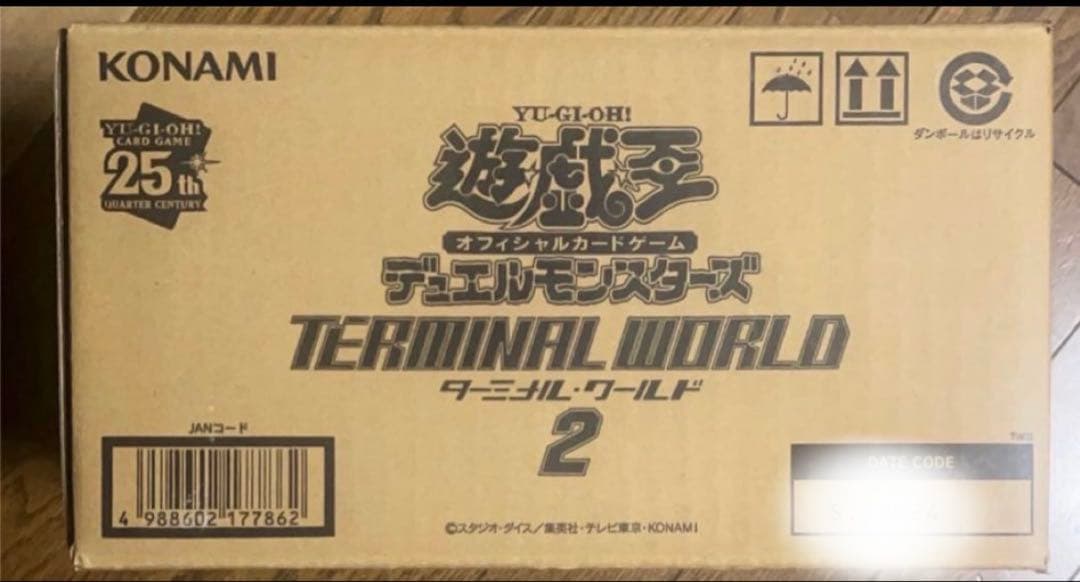 KONAMI
YU-GI-OH!
CARD GAME
25th
QUARTER CENTURY
ダンボールはリサイクル
YU-GI-OH!
遊戯王
オフィシャルカードゲーム
デュエルモンスターズ
TERMINAL WORLD
ターミナル・ワールド
2
JANコード
4 988602 177862
DATE CODE
©スタジオ・ダイス/集英社・テレビ東京・KONAMI